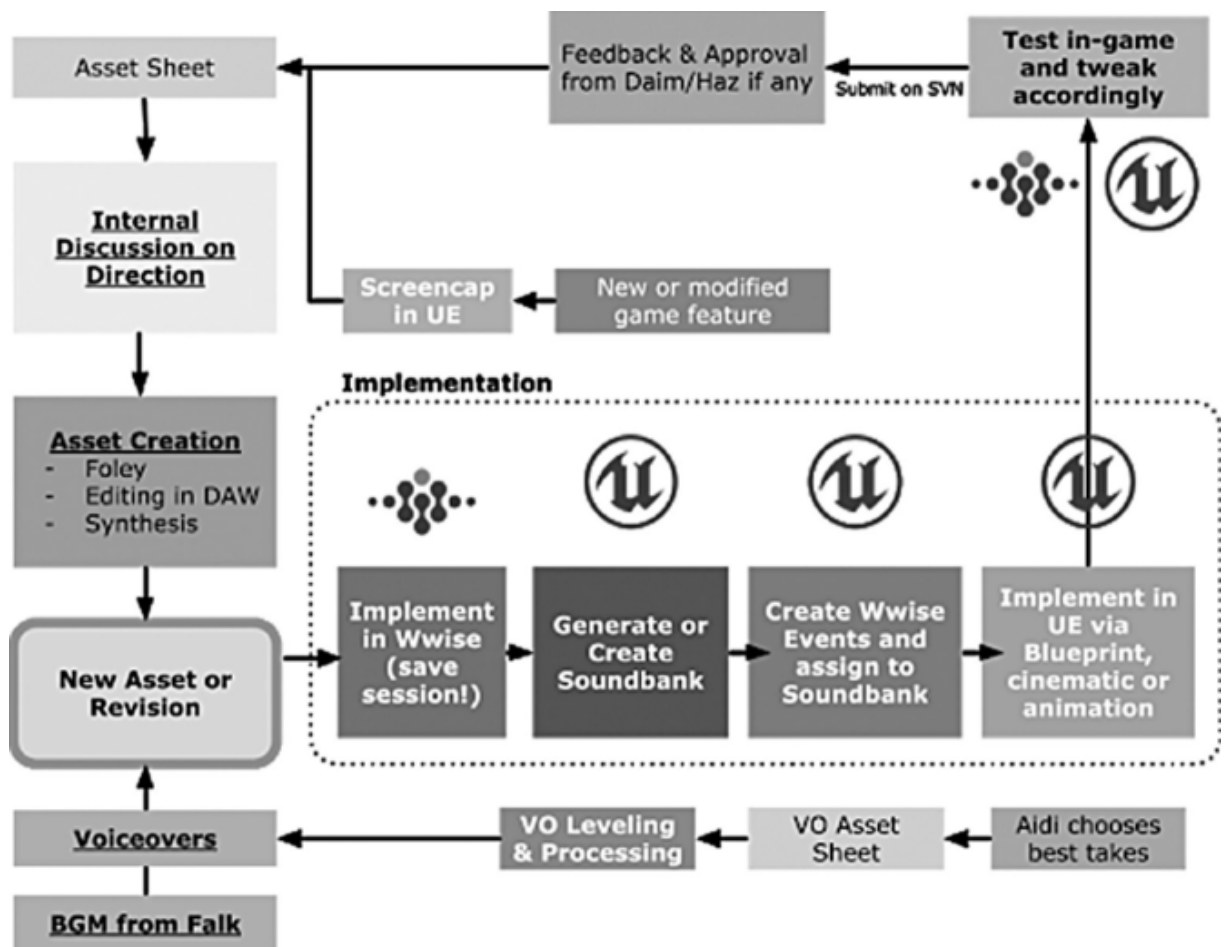 Asset Sheet
Feedback & Approval
from Daim/Haz if any
Submit on SVN
Test in-game
and tweak
accordingly
Internal
Discussion on
Direction
Screencap
in UE
New or modified
game feature
Implementation
Asset Creation
- Foley
- Editing in DAW
- Synthesis
New Asset or
Revision
Implement
in Wwise
(save
session!)
Generate or
Create
Soundbank
Create Wwise
Events and
assign to
Soundbank
Implement in
UE via
Blueprint,
cinematic or
animation
Voiceovers
VO Leveling
& Processing
VO Asset
Sheet
Aidi chooses
best takes
BGM from Falk